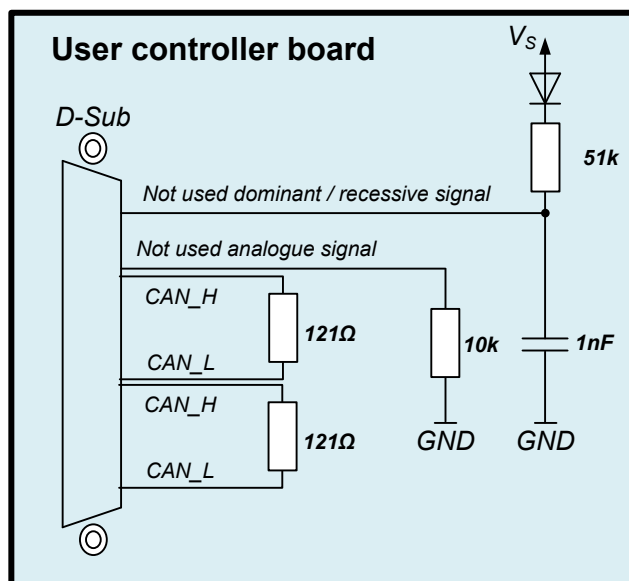 User controller board
V_S
D-Sub
51k
Not used dominant / recessive signal
Not used analogue signal
CAN_H
121Ω
10k
1nF
CAN_L
CAN_H
121Ω
GND
GND
CAN_L